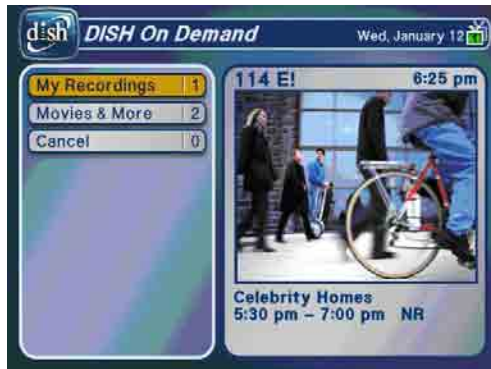 dish DISH On Demand Wed, January 12
My Recordings 1
Movies & More 2
Cancel 0
114 E! 6:25 pm
Celebrity Homes
5:30 pm – 7:00 pm NR